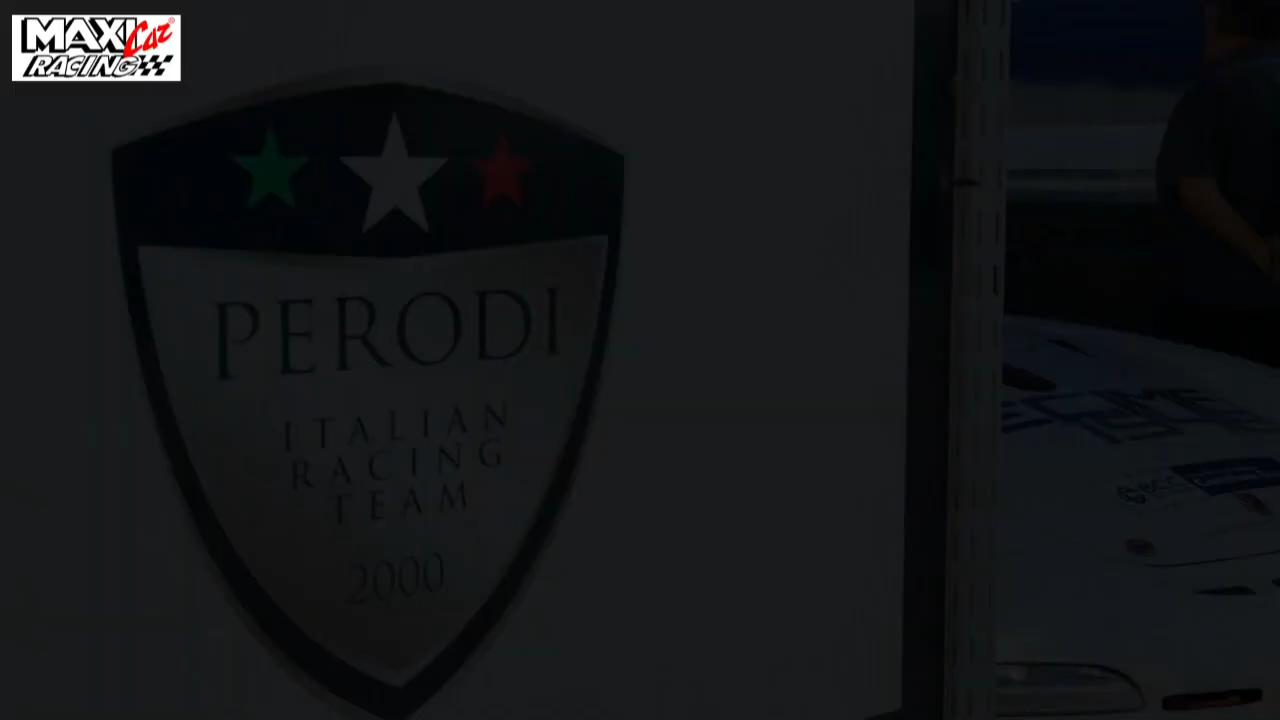 MAXI Car®
RACING
PERODI
ITALIAN
RACING
TEAM
2000